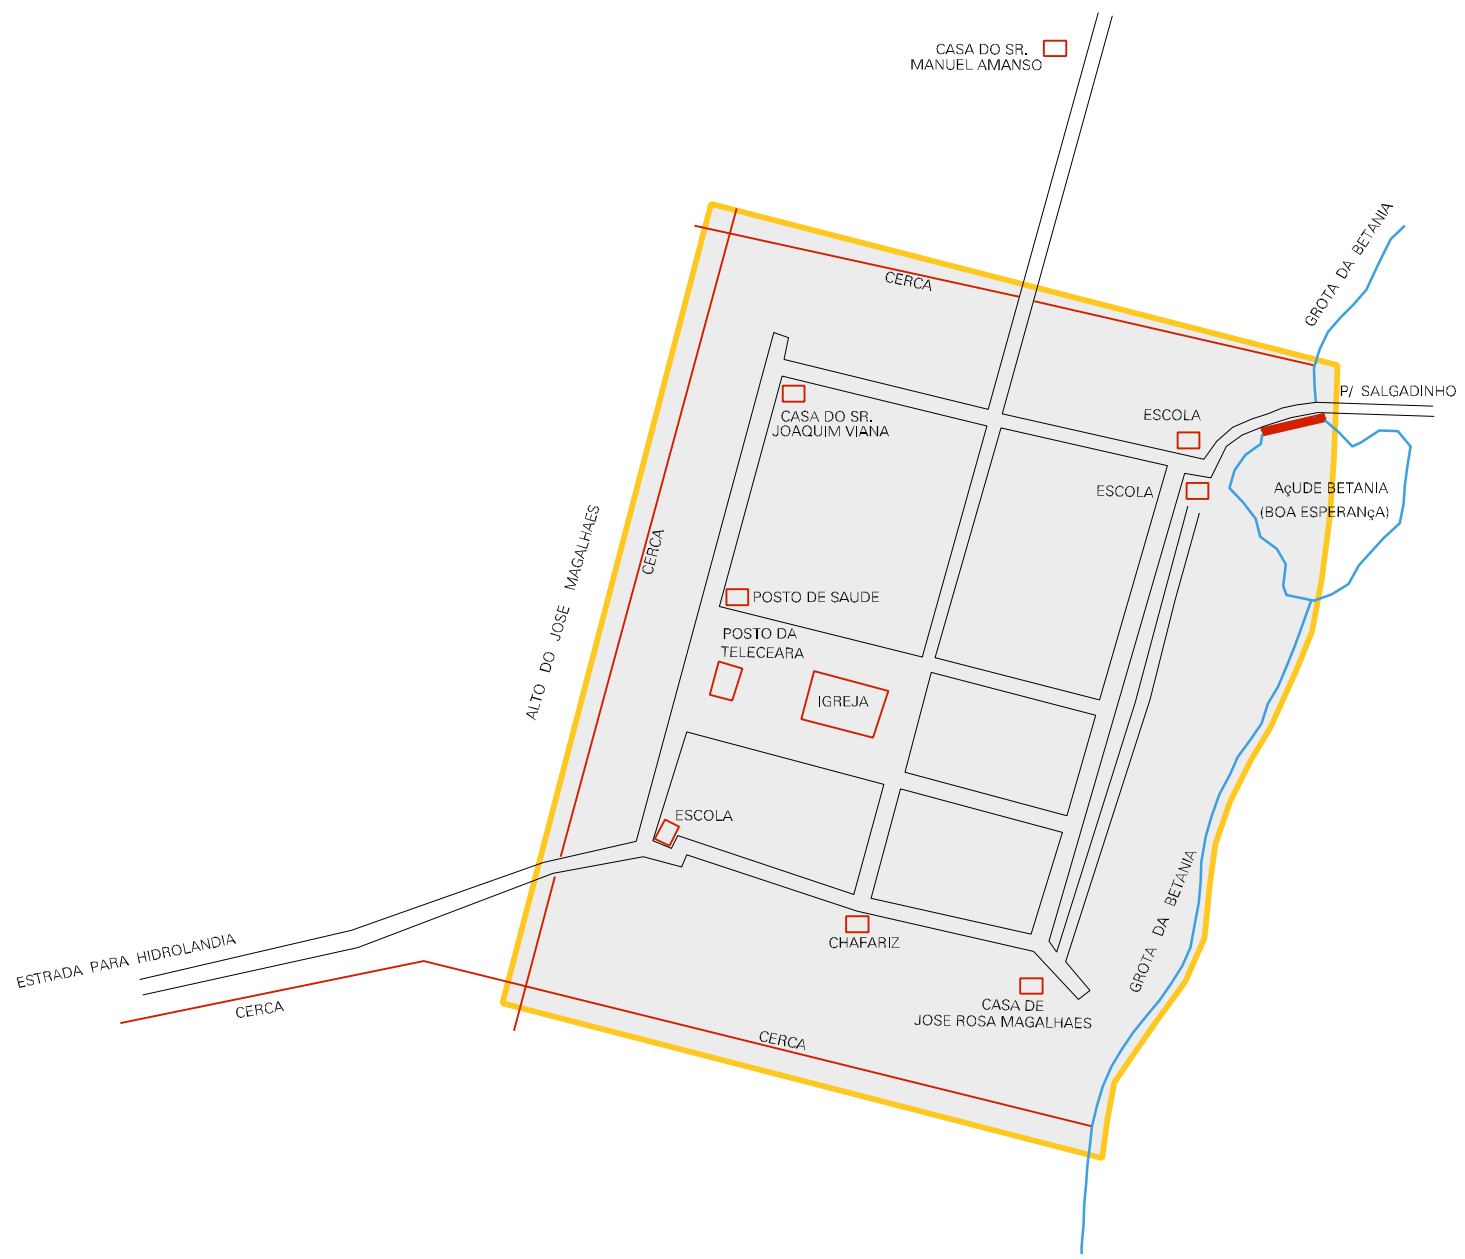 CASA DO SR.
MANUEL AMANSO
GROTA DA BETANIA
CERCA
P/ SALGADINHO
CASA DO SR.
JOAQUIM VIANA
ESCOLA
ESCOLA
AçUDE BETANIA
(BOA ESPERANçA)
ALTO DO JOSE MAGALHAES
CERCA
POSTO DE SAUDE
POSTO DA
TELECEARA
IGREJA
ESCOLA
GROTA DA BETANIA
CHAFARIZ
ESTRADA PARA HIDROLANDIA
CERCA
CASA DE
JOSE ROSA MAGALHAES
CERCA